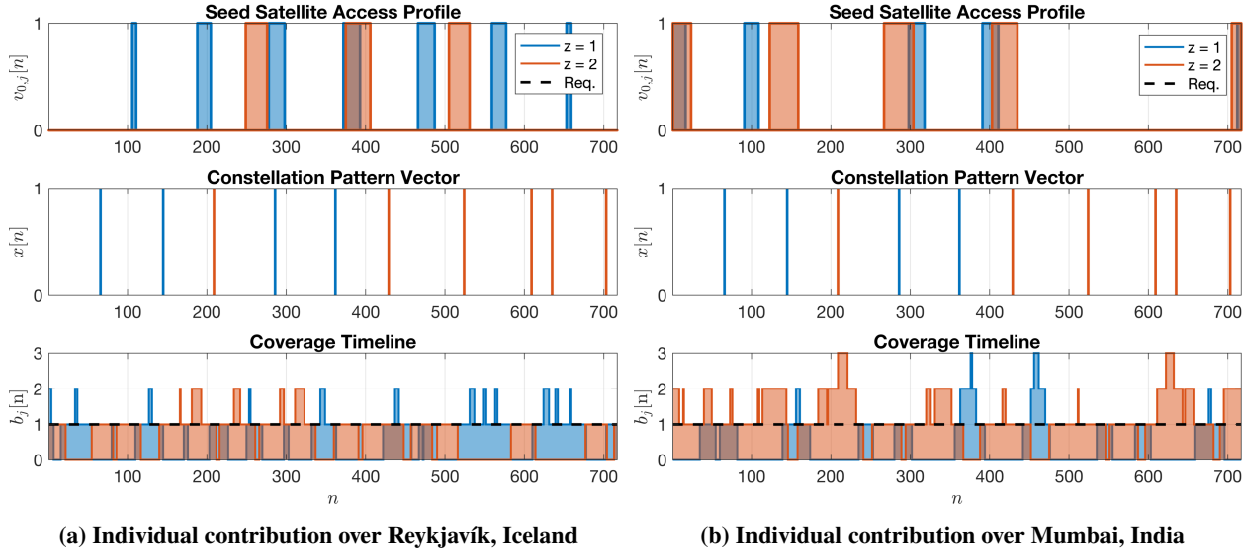 Seed Satellite Access Profile
1
v₀,ⱼ[n]
0
z = 1
z = 2
Req.
100 200 300 400 500 600 700
Constellation Pattern Vector
1
x[n]
0
100 200 300 400 500 600 700
Coverage Timeline
3
2
1
0
bⱼ[n]
100 200 300 400 500 600 700
n
(a) Individual contribution over Reykjavík, Iceland
Seed Satellite Access Profile
1
v₀,ⱼ[n]
0
z = 1
z = 2
Req.
100 200 300 400 500 600 700
Constellation Pattern Vector
1
x[n]
0
100 200 300 400 500 600 700
Coverage Timeline
3
2
1
0
bⱼ[n]
100 200 300 400 500 600 700
n
(b) Individual contribution over Mumbai, India